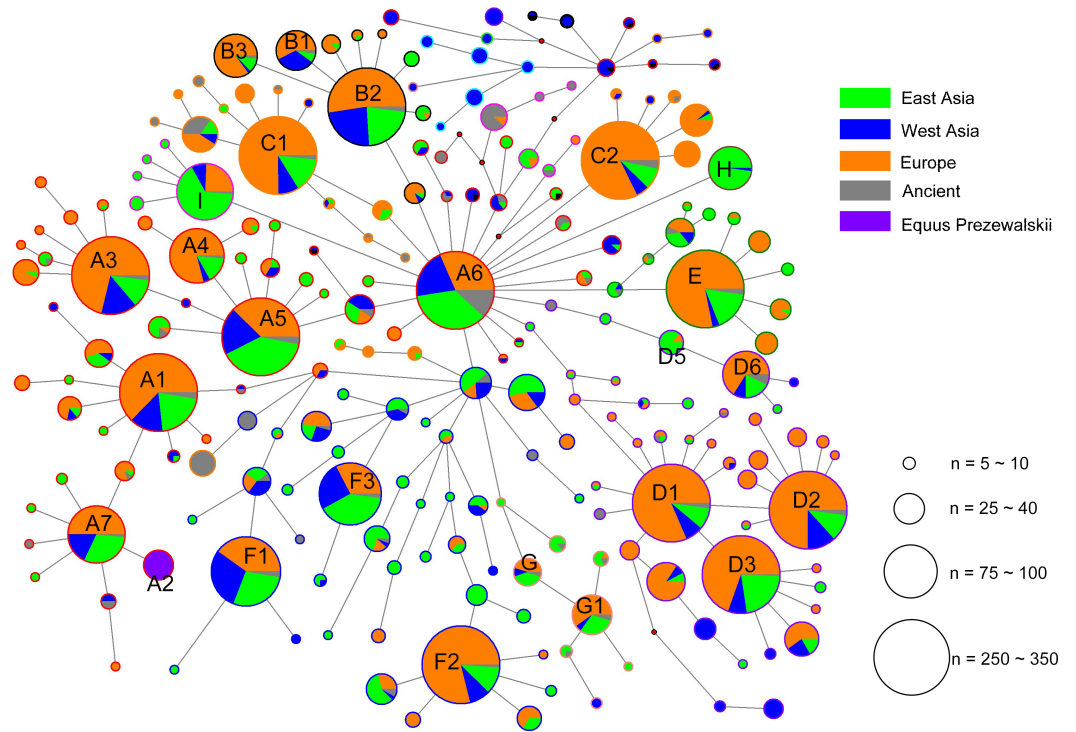 B3
B1
B2
C1
C2
H
I
A3
A4
A6
E
A5
D5
D6
A1
F3
D1
D2
A7
A2
F1
G
D3
G1
F2
East Asia
West Asia
Europe
Ancient
Equus Prezewalskii
n = 5 ~ 10
n = 25 ~ 40
n = 75 ~ 100
n = 250 ~ 350